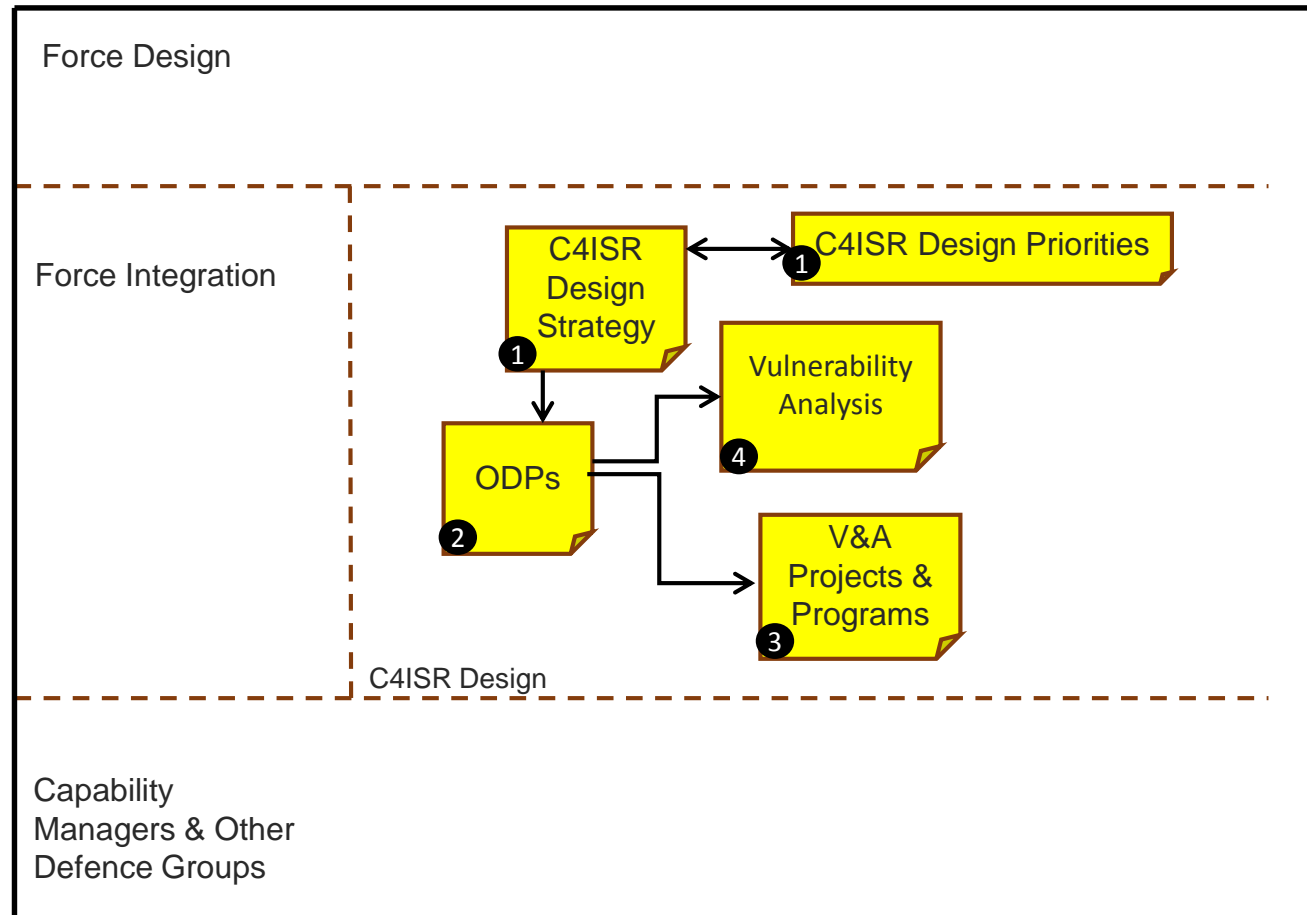 Force Design
Force Integration
C4ISR
Design
Strategy
1
C4ISR Design Priorities
1
Vulnerability
Analysis
4
ODPs
2
V&A
Projects &
Programs
3
C4ISR Design
Capability
Managers & Other
Defence Groups